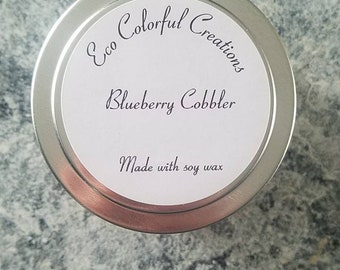 Eco Colorful Creations
Blueberry Cobbler
Made with soy wax